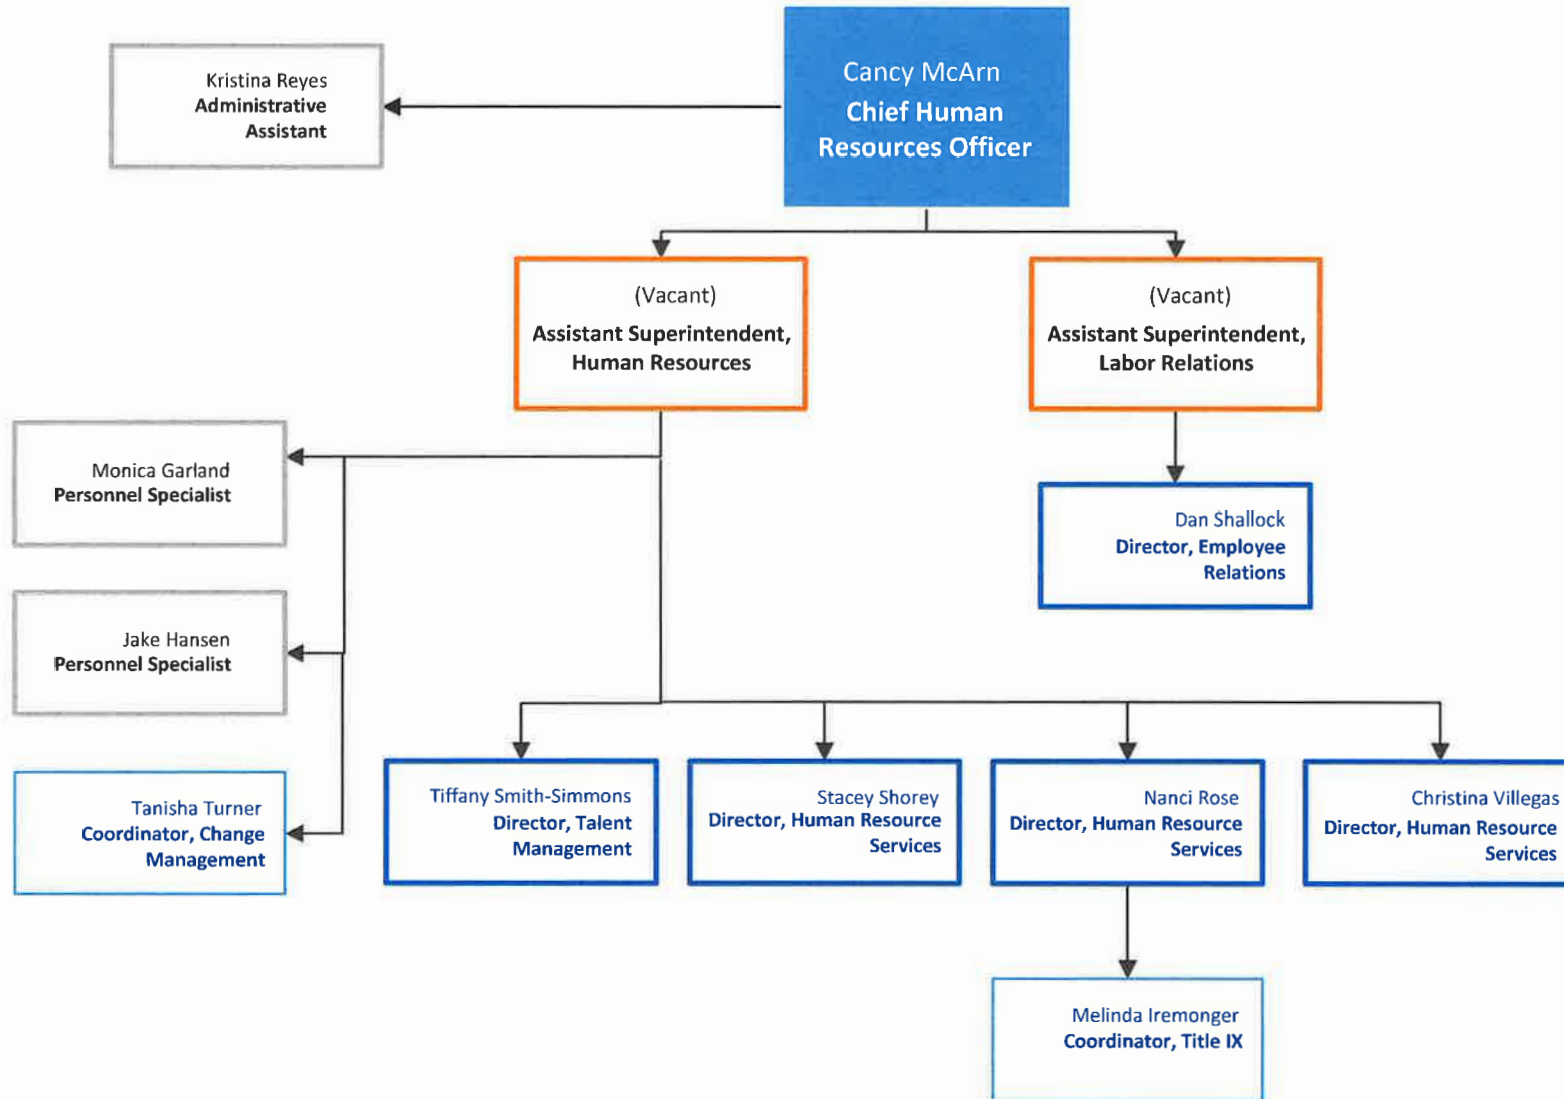 Cancy McArn
Chief Human
Resources Officer
Kristina Reyes
Administrative
Assistant
(Vacant)
Assistant Superintendent,
Human Resources
(Vacant)
Assistant Superintendent,
Labor Relations
Monica Garland
Personnel Specialist
Dan Shallock
Director, Employee
Relations
Jake Hansen
Personnel Specialist
Tanisha Turner
Coordinator, Change
Management
Tiffany Smith-Simmons
Director, Talent
Management
Stacey Shorey
Director, Human Resource
Services
Nanci Rose
Director, Human Resource
Services
Christina Villegas
Director, Human Resource
Services
Melinda Iremonger
Coordinator, Title IX